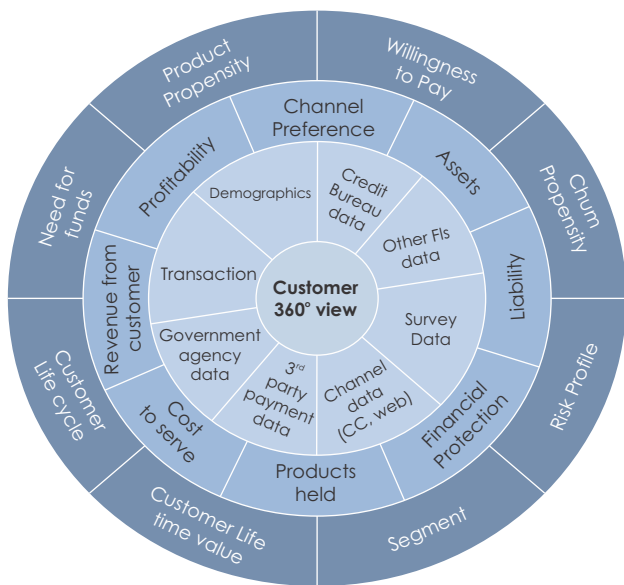 Product
Propensity
Willingness
to Pay
Churn
Propensity
Risk Profile
Segment
Customer Life
time value
Customer
Life cycle
Need for
funds
Channel
Preference
Assets
Liability
Financial
Protection
Products
held
Cost
to serve
Revenue from
customer
Profitability
Demographics
Credit
Bureau
data
Other FIs
data
Survey
Data
Channel
data
(CC, web)
3rd
party
payment
data
Government
agency
data
Transaction
Customer
360° view